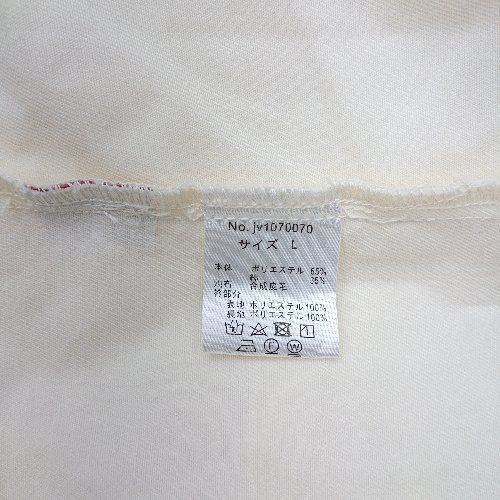 No. jv1070070
サイズ L
本体 ポリエステル 65%
綿 35%
別布 合成皮革
袴部分
表地 ポリエステル100%
裏地 ポリエステル100%